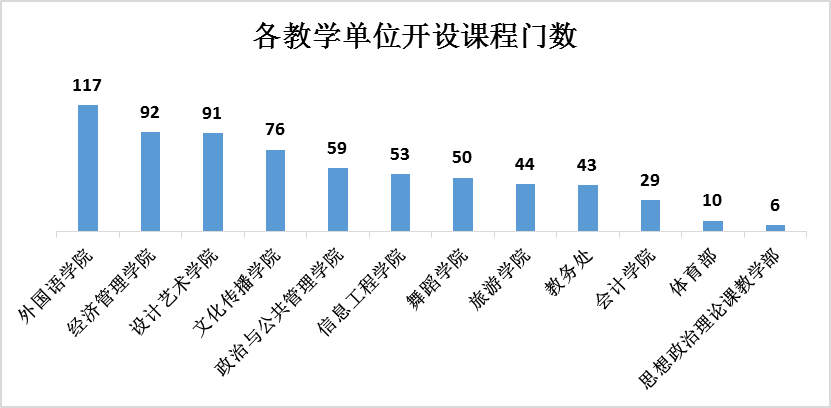 各教学单位开设课程门数
117
92
91
76
59
53
50
44
43
29
10
6
外国语学院
经济管理学院
设计艺术学院
文化传播学院
政治与公共管理学院
信息工程学院
舞蹈学院
旅游学院
教务处
会计学院
体育部
思想政治理论课教学部